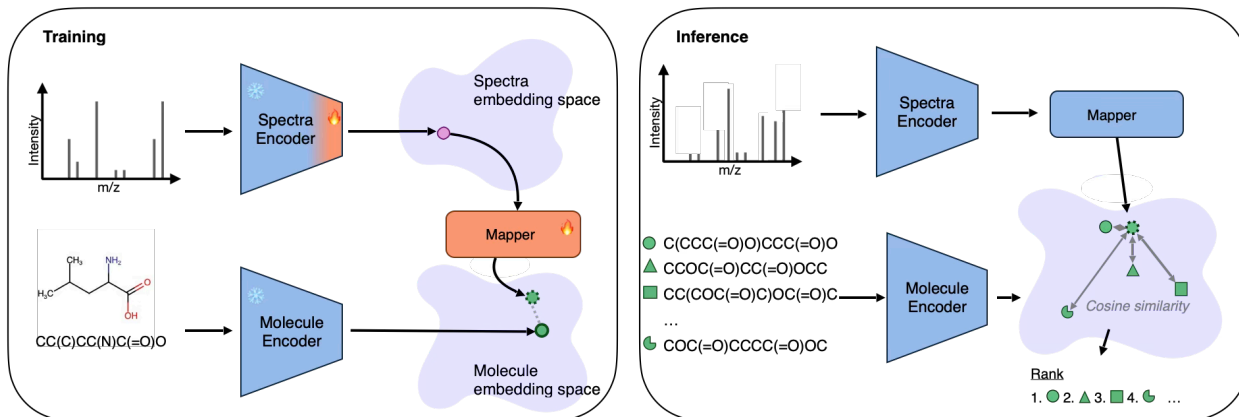 Training
Intensity
m/z
Spectra
Encoder
Spectra
embedding space
Mapper
CH₃
H₃C
NH₂
O
OH
CC(C)CC(N)C(=O)O
Molecule
Encoder
Molecule
embedding space
Inference
Intensity
m/z
Spectra
Encoder
Mapper
C(CCC(=O)O)CCC(=O)O
CCOC(=O)CC(=O)OCC
CC(COC(=O)C)OC(=O)C
...
COC(=O)CCCC(=O)OC
Molecule
Encoder
Cosine similarity
Rank
1. 2. 3. 4. ...